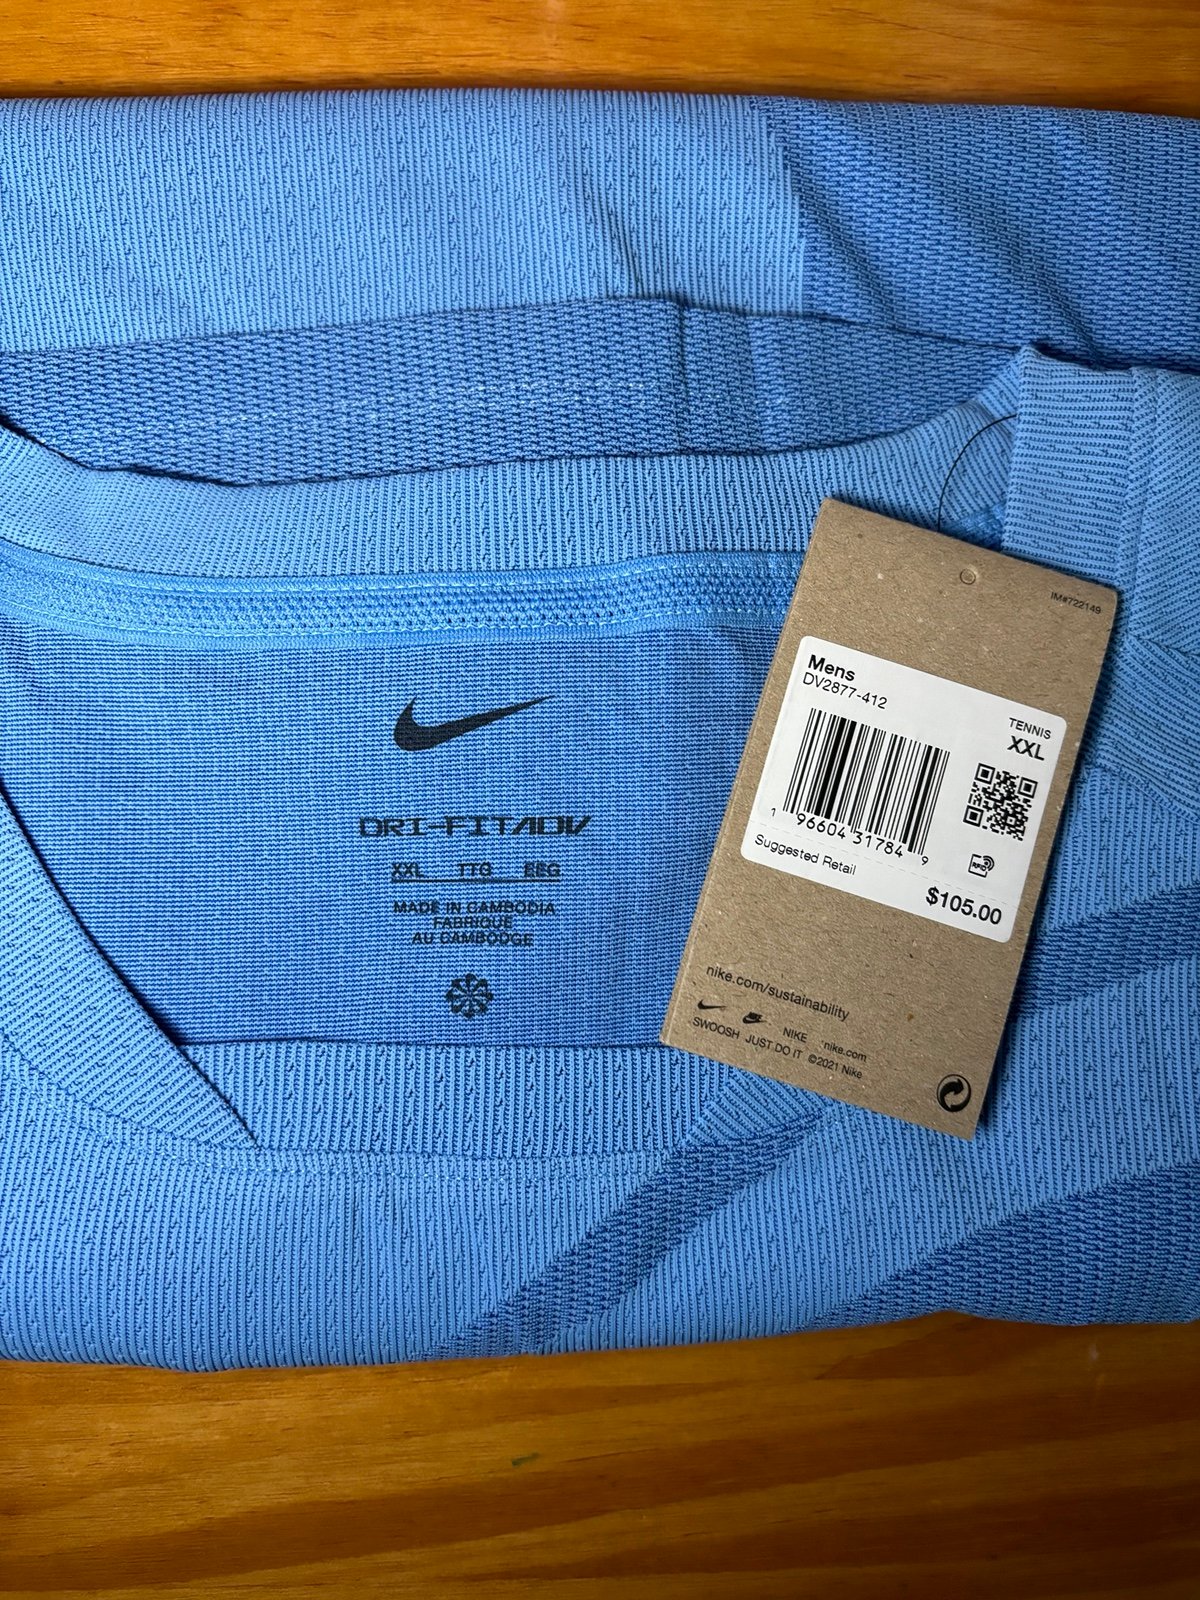 DRI-FIT ADV
XXL TTG EEG
MADE IN CAMBODIA
FABRIQUE
AU CAMBODGE
IM#722149
Mens
DV2877-412
TENNIS
XXL
1 96604 31784 9
RFID
Suggested Retail
$105.00
nike.com/sustainability
SWOOSH JUST DO IT NIKE nike.com
©2021 Nike